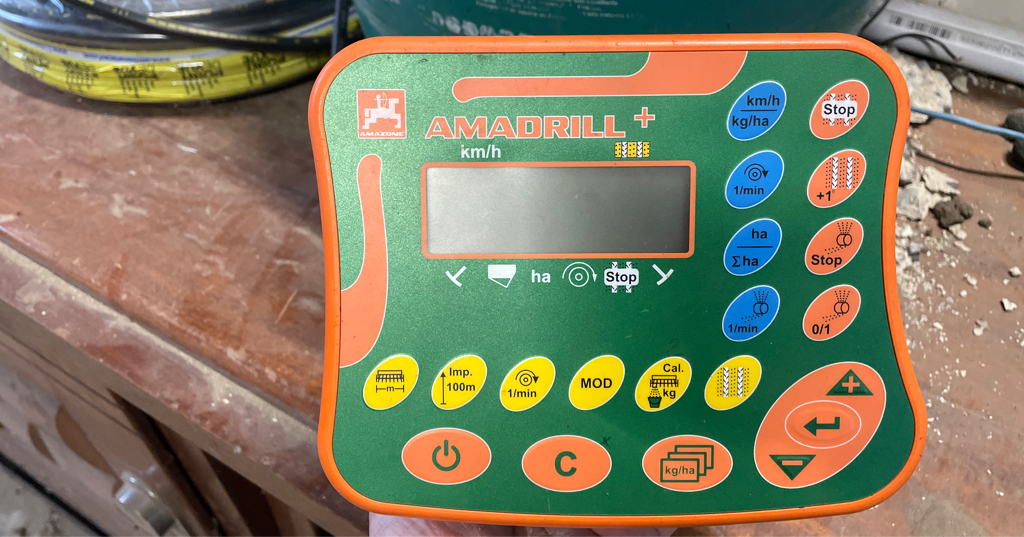 AMAZONE
AMADRILL+
km/h
ha
Stop
km/h
kg/ha
Stop
1/min
+1
ha
Σha
Stop
1/min
0/1
m
Imp.
100m
1/min
MOD
Cal.
kg
C
kg/ha